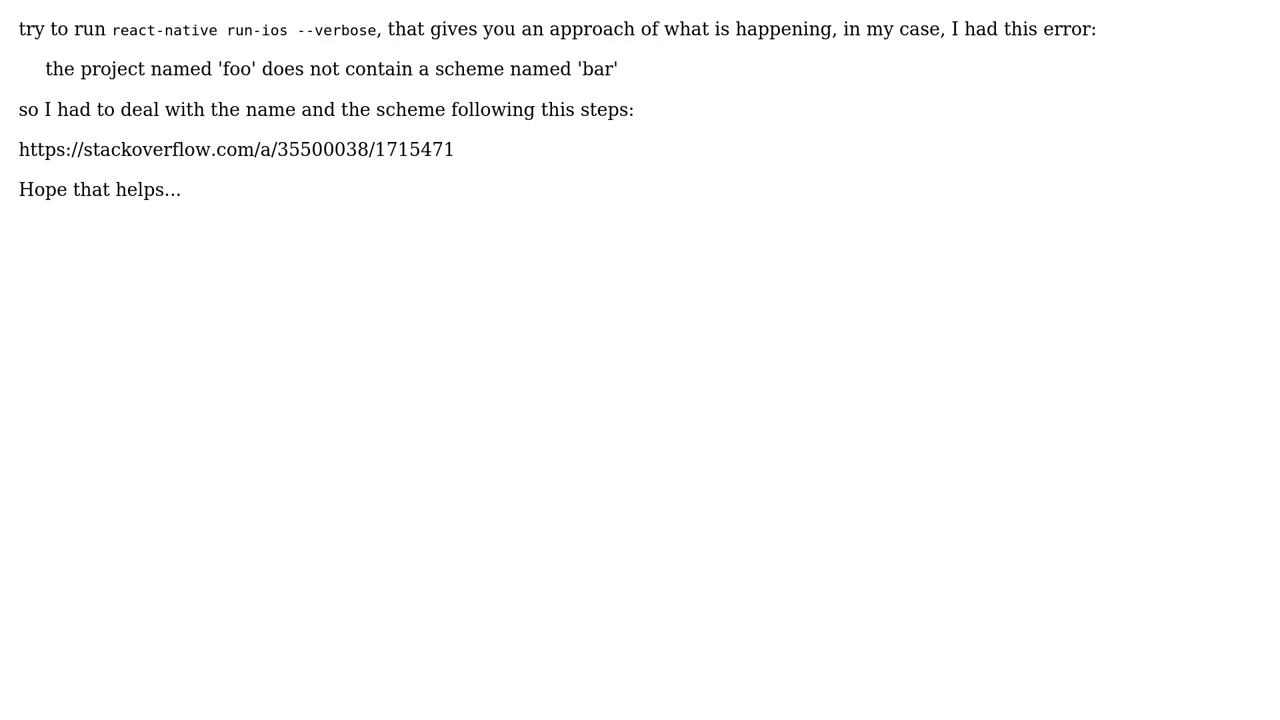 try to run react-native run-ios --verbose, that gives you an approach of what is happening, in my case, I had this error:
the project named 'foo' does not contain a scheme named 'bar'
so I had to deal with the name and the scheme following this steps:
https://stackoverflow.com/a/35500038/1715471
Hope that helps...